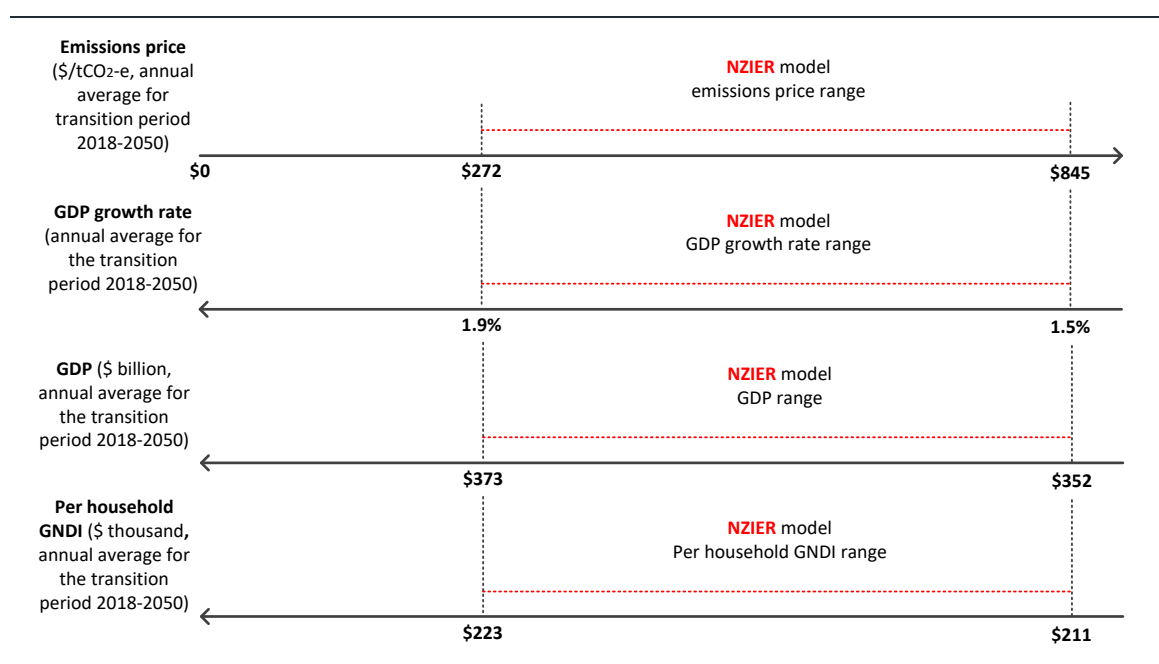 Emissions price
($/tCO2-e, annual
average for
transition period
2018-2050)
NZIER model
emissions price range
$0
$272
$845
GDP growth rate
(annual average for
the transition
period 2018-2050)
NZIER model
GDP growth rate range
1.9%
1.5%
GDP ($ billion,
annual average for
the transition
period 2018-2050)
NZIER model
GDP range
$373
$352
Per household
GNDI ($ thousand,
annual average for
the transition
period 2018-2050)
NZIER model
Per household GNDI range
$223
$211